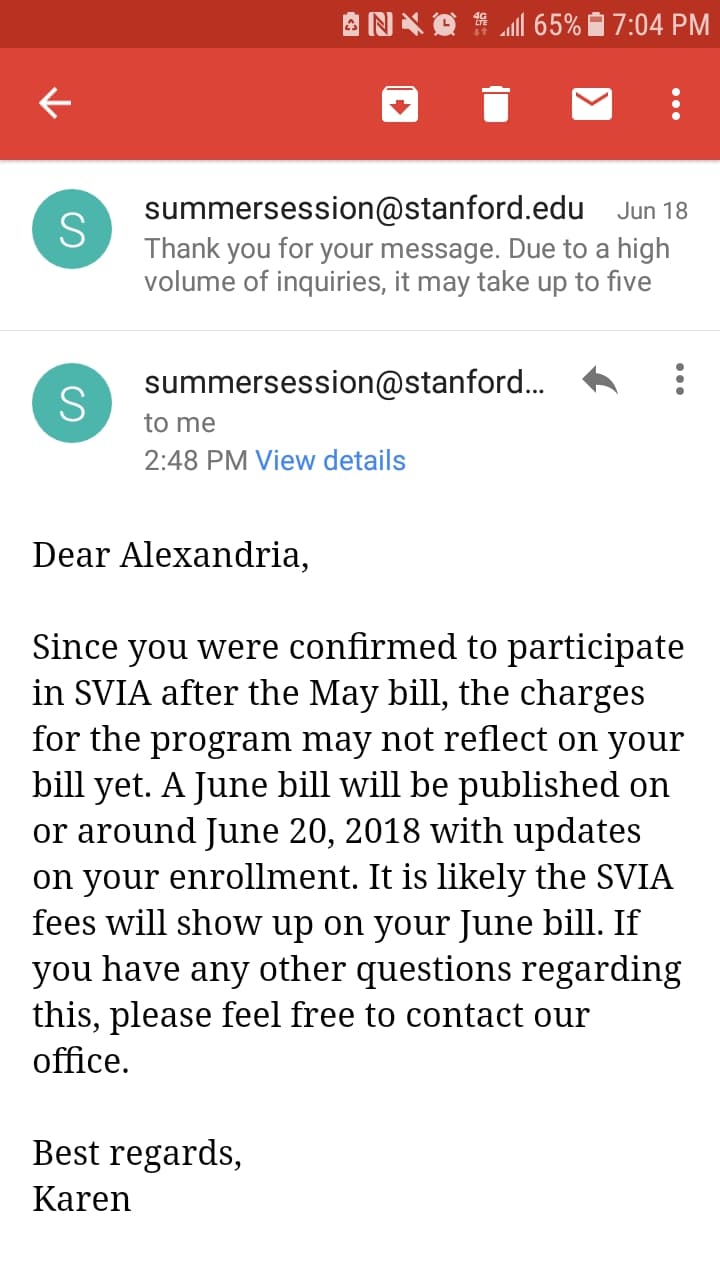 4G LTE 65% 7:04 PM
S
summersession@stanford.edu Jun 18
Thank you for your message. Due to a high
volume of inquiries, it may take up to five
S
summersession@stanford...
to me
2:48 PM View details
Dear Alexandria,
Since you were confirmed to participate
in SVIA after the May bill, the charges
for the program may not reflect on your
bill yet. A June bill will be published on
or around June 20, 2018 with updates
on your enrollment. It is likely the SVIA
fees will show up on your June bill. If
you have any other questions regarding
this, please feel free to contact our
office.
Best regards,
Karen